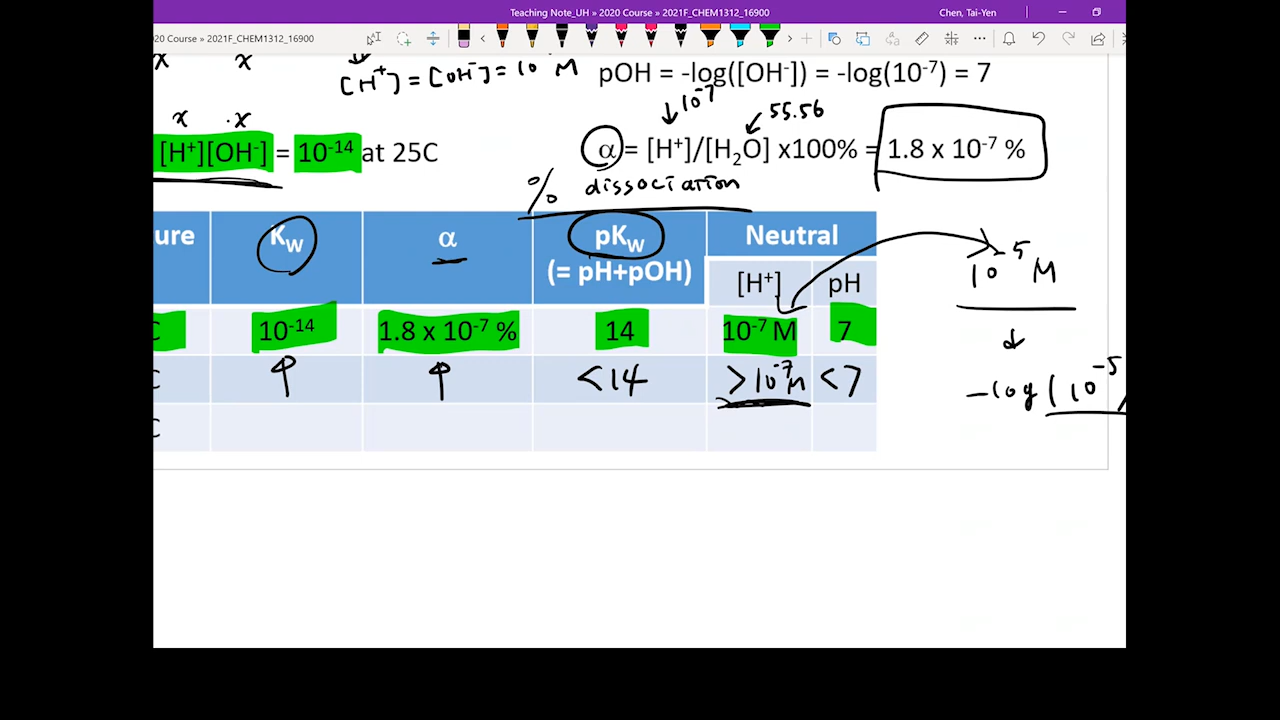 Teaching Note_UH » 2020 Course » 2021F_CHEM1312_16900
Chen, Tai-Yen
2020 Course » 2021F_CHEM1312_16900
x x
[H+] = [OH-] = 10 M
pOH = -log([OH-]) = -log(10-7) = 7
10-7
55.56
x x
[H+][OH-] = 10-14 at 25C
α = [H+]/[H2O] x100% = 1.8 x 10-7 %
% dissociation
ure KW α pKW (= pH+pOH) Neutral
[H+] pH
10-5 M
C 10-14 1.8 x 10-7 % 14 10-7 M 7
C ↑ ↑ <14 >10-7M <7
-log(10-5)
C